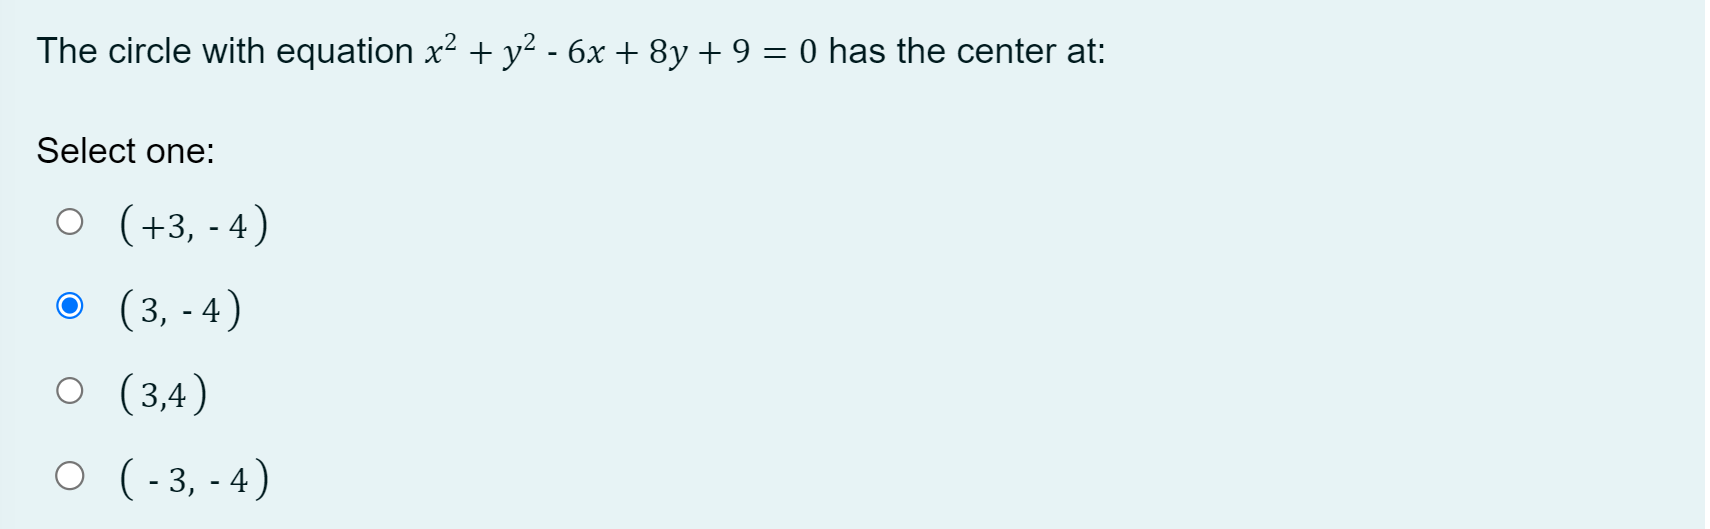 The circle with equation x² + y² - 6x + 8y + 9 = 0 has the center at:
Select one:
(+3, - 4)
(3, - 4)
(3,4)
( - 3, - 4)